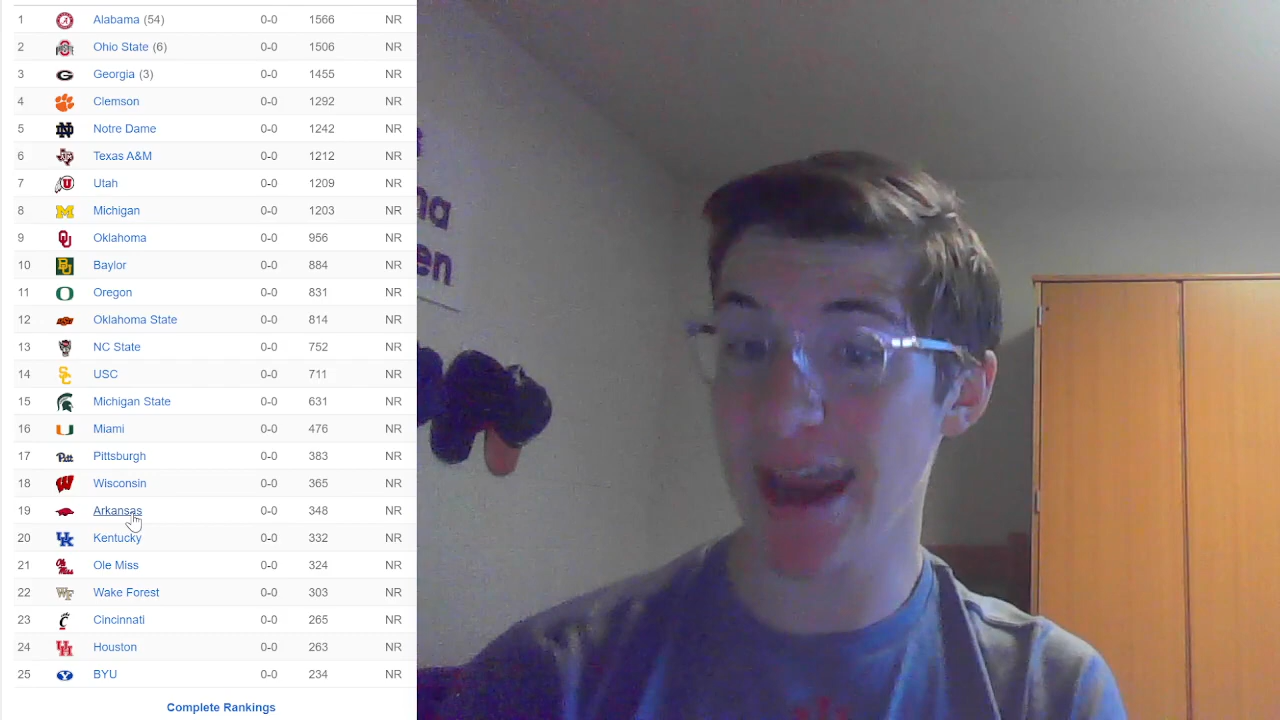 1 Alabama (54) 0-0 1566 NR
2 Ohio State (6) 0-0 1506 NR
3 Georgia (3) 0-0 1455 NR
4 Clemson 0-0 1292 NR
5 Notre Dame 0-0 1242 NR
6 Texas A&M 0-0 1212 NR
7 Utah 0-0 1209 NR
8 Michigan 0-0 1203 NR
9 Oklahoma 0-0 956 NR
10 Baylor 0-0 884 NR
11 Oregon 0-0 831 NR
12 Oklahoma State 0-0 814 NR
13 NC State 0-0 752 NR
14 USC 0-0 711 NR
15 Michigan State 0-0 631 NR
16 Miami 0-0 476 NR
17 Pittsburgh 0-0 383 NR
18 Wisconsin 0-0 365 NR
19 Arkansas 0-0 348 NR
20 Kentucky 0-0 332 NR
21 Ole Miss 0-0 324 NR
22 Wake Forest 0-0 303 NR
23 Cincinnati 0-0 265 NR
24 Houston 0-0 263 NR
25 BYU 0-0 234 NR
Complete Rankings